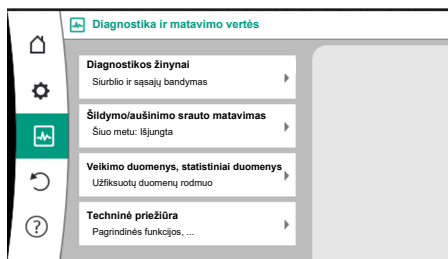 Diagnostika ir matavimo vertės
Diagnostikos žinynai
Siurblio ir sąsajų bandymas
Šildymo/aušinimo srauto matavimas
Šiuo metu: Išjungta
Veikimo duomenys, statistiniai duomenys
Užfiksuotų duomenų rodmuo
Techninė priežiūra
Pagrindinės funkcijos, ...
?